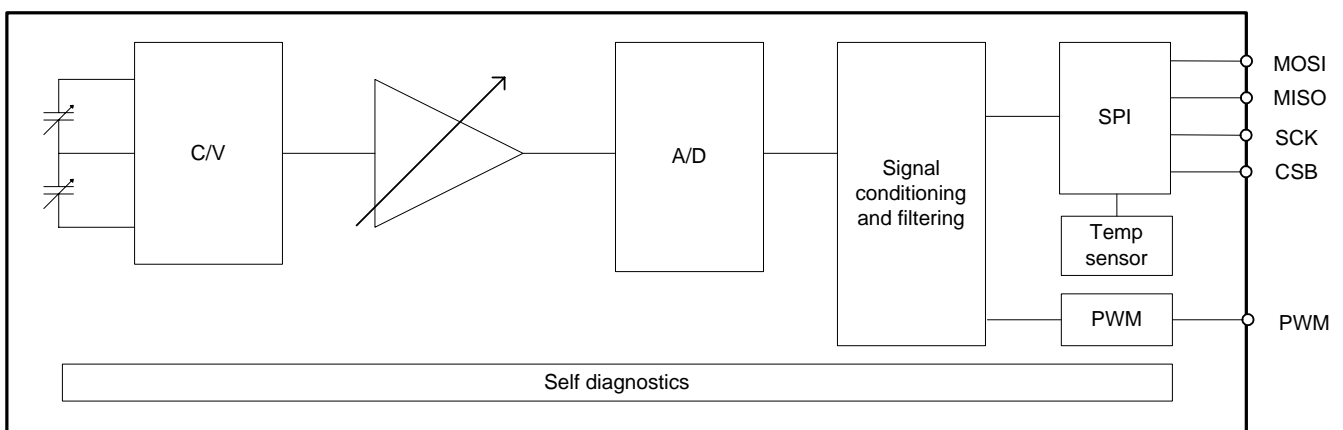 C/V
A/D
Signal
conditioning
and filtering
SPI
Temp
sensor
PWM
MOSI
MISO
SCK
CSB
PWM
Self diagnostics